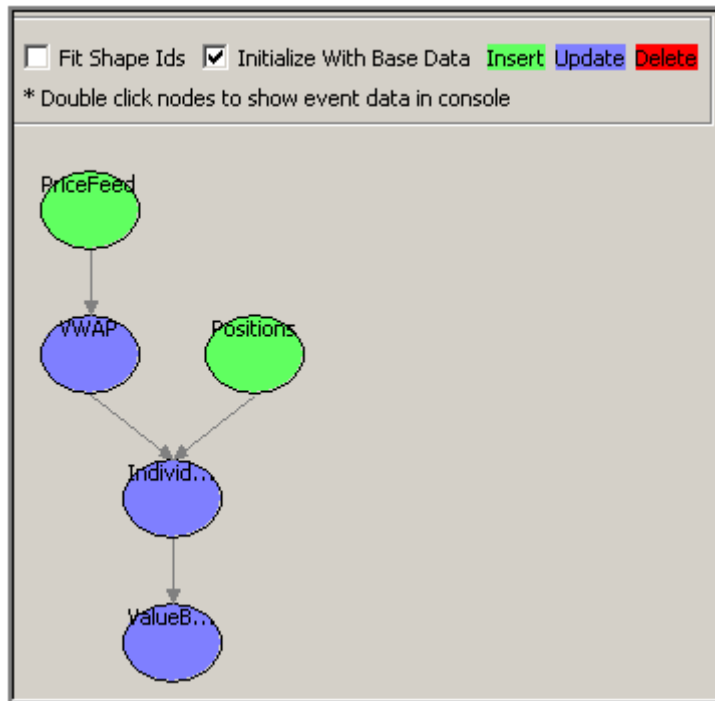 Fit Shape Ids Initialize With Base Data Insert Update Delete
* Double click nodes to show event data in console
PriceFeed
VWAP Positions
Individ...
ValueB...